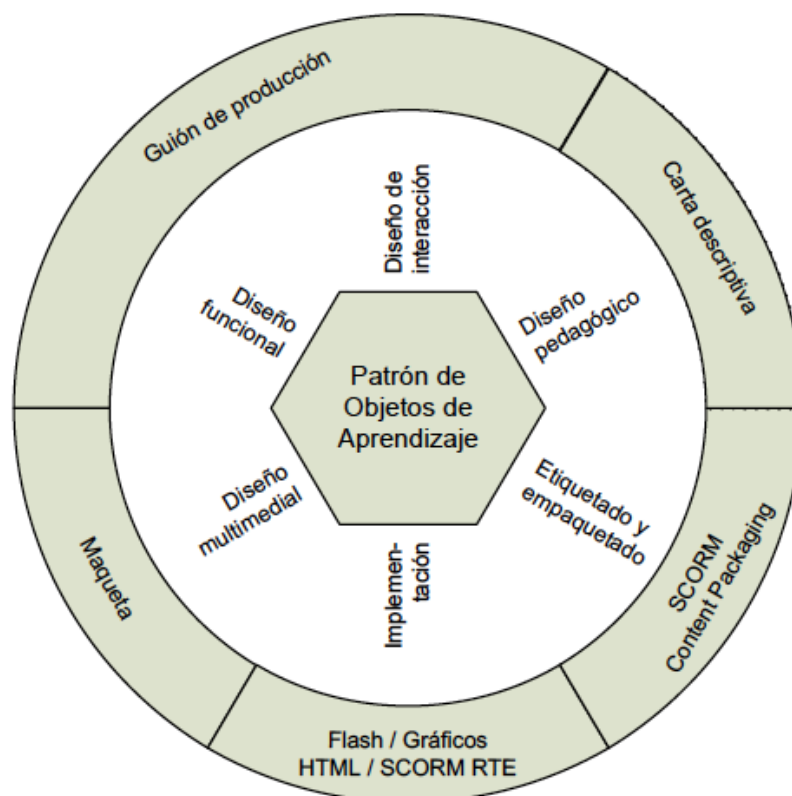 Guión de producción
Carta descriptiva
Diseño de
interacción
Diseño
funcional
Diseño
pedagógico
Patrón de
Objetos de
Aprendizaje
Diseño
multimedial
Etiquetado y
empaquetado
Implemen-
tación
Maqueta
SCORM
Content Packaging
Flash / Gráficos
HTML / SCORM RTE